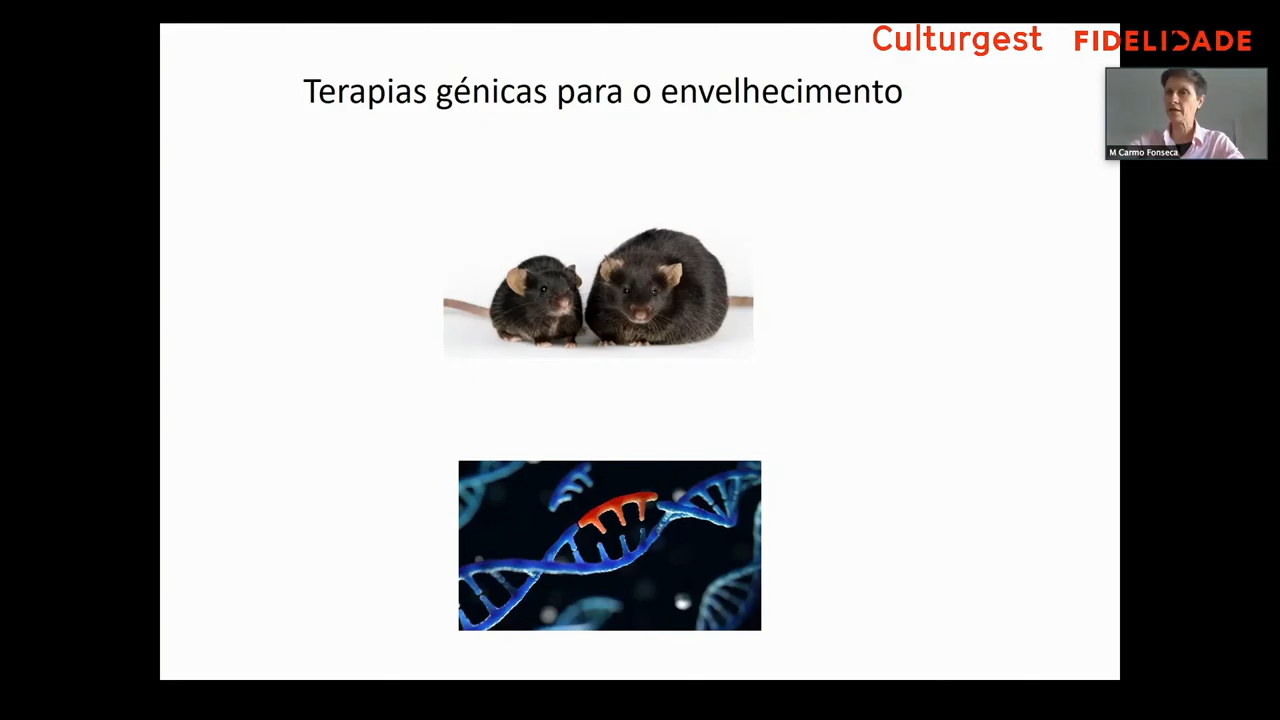 Culturgest FIDELIDADE
Terapias génicas para o envelhecimento
M Carmo Fonseca